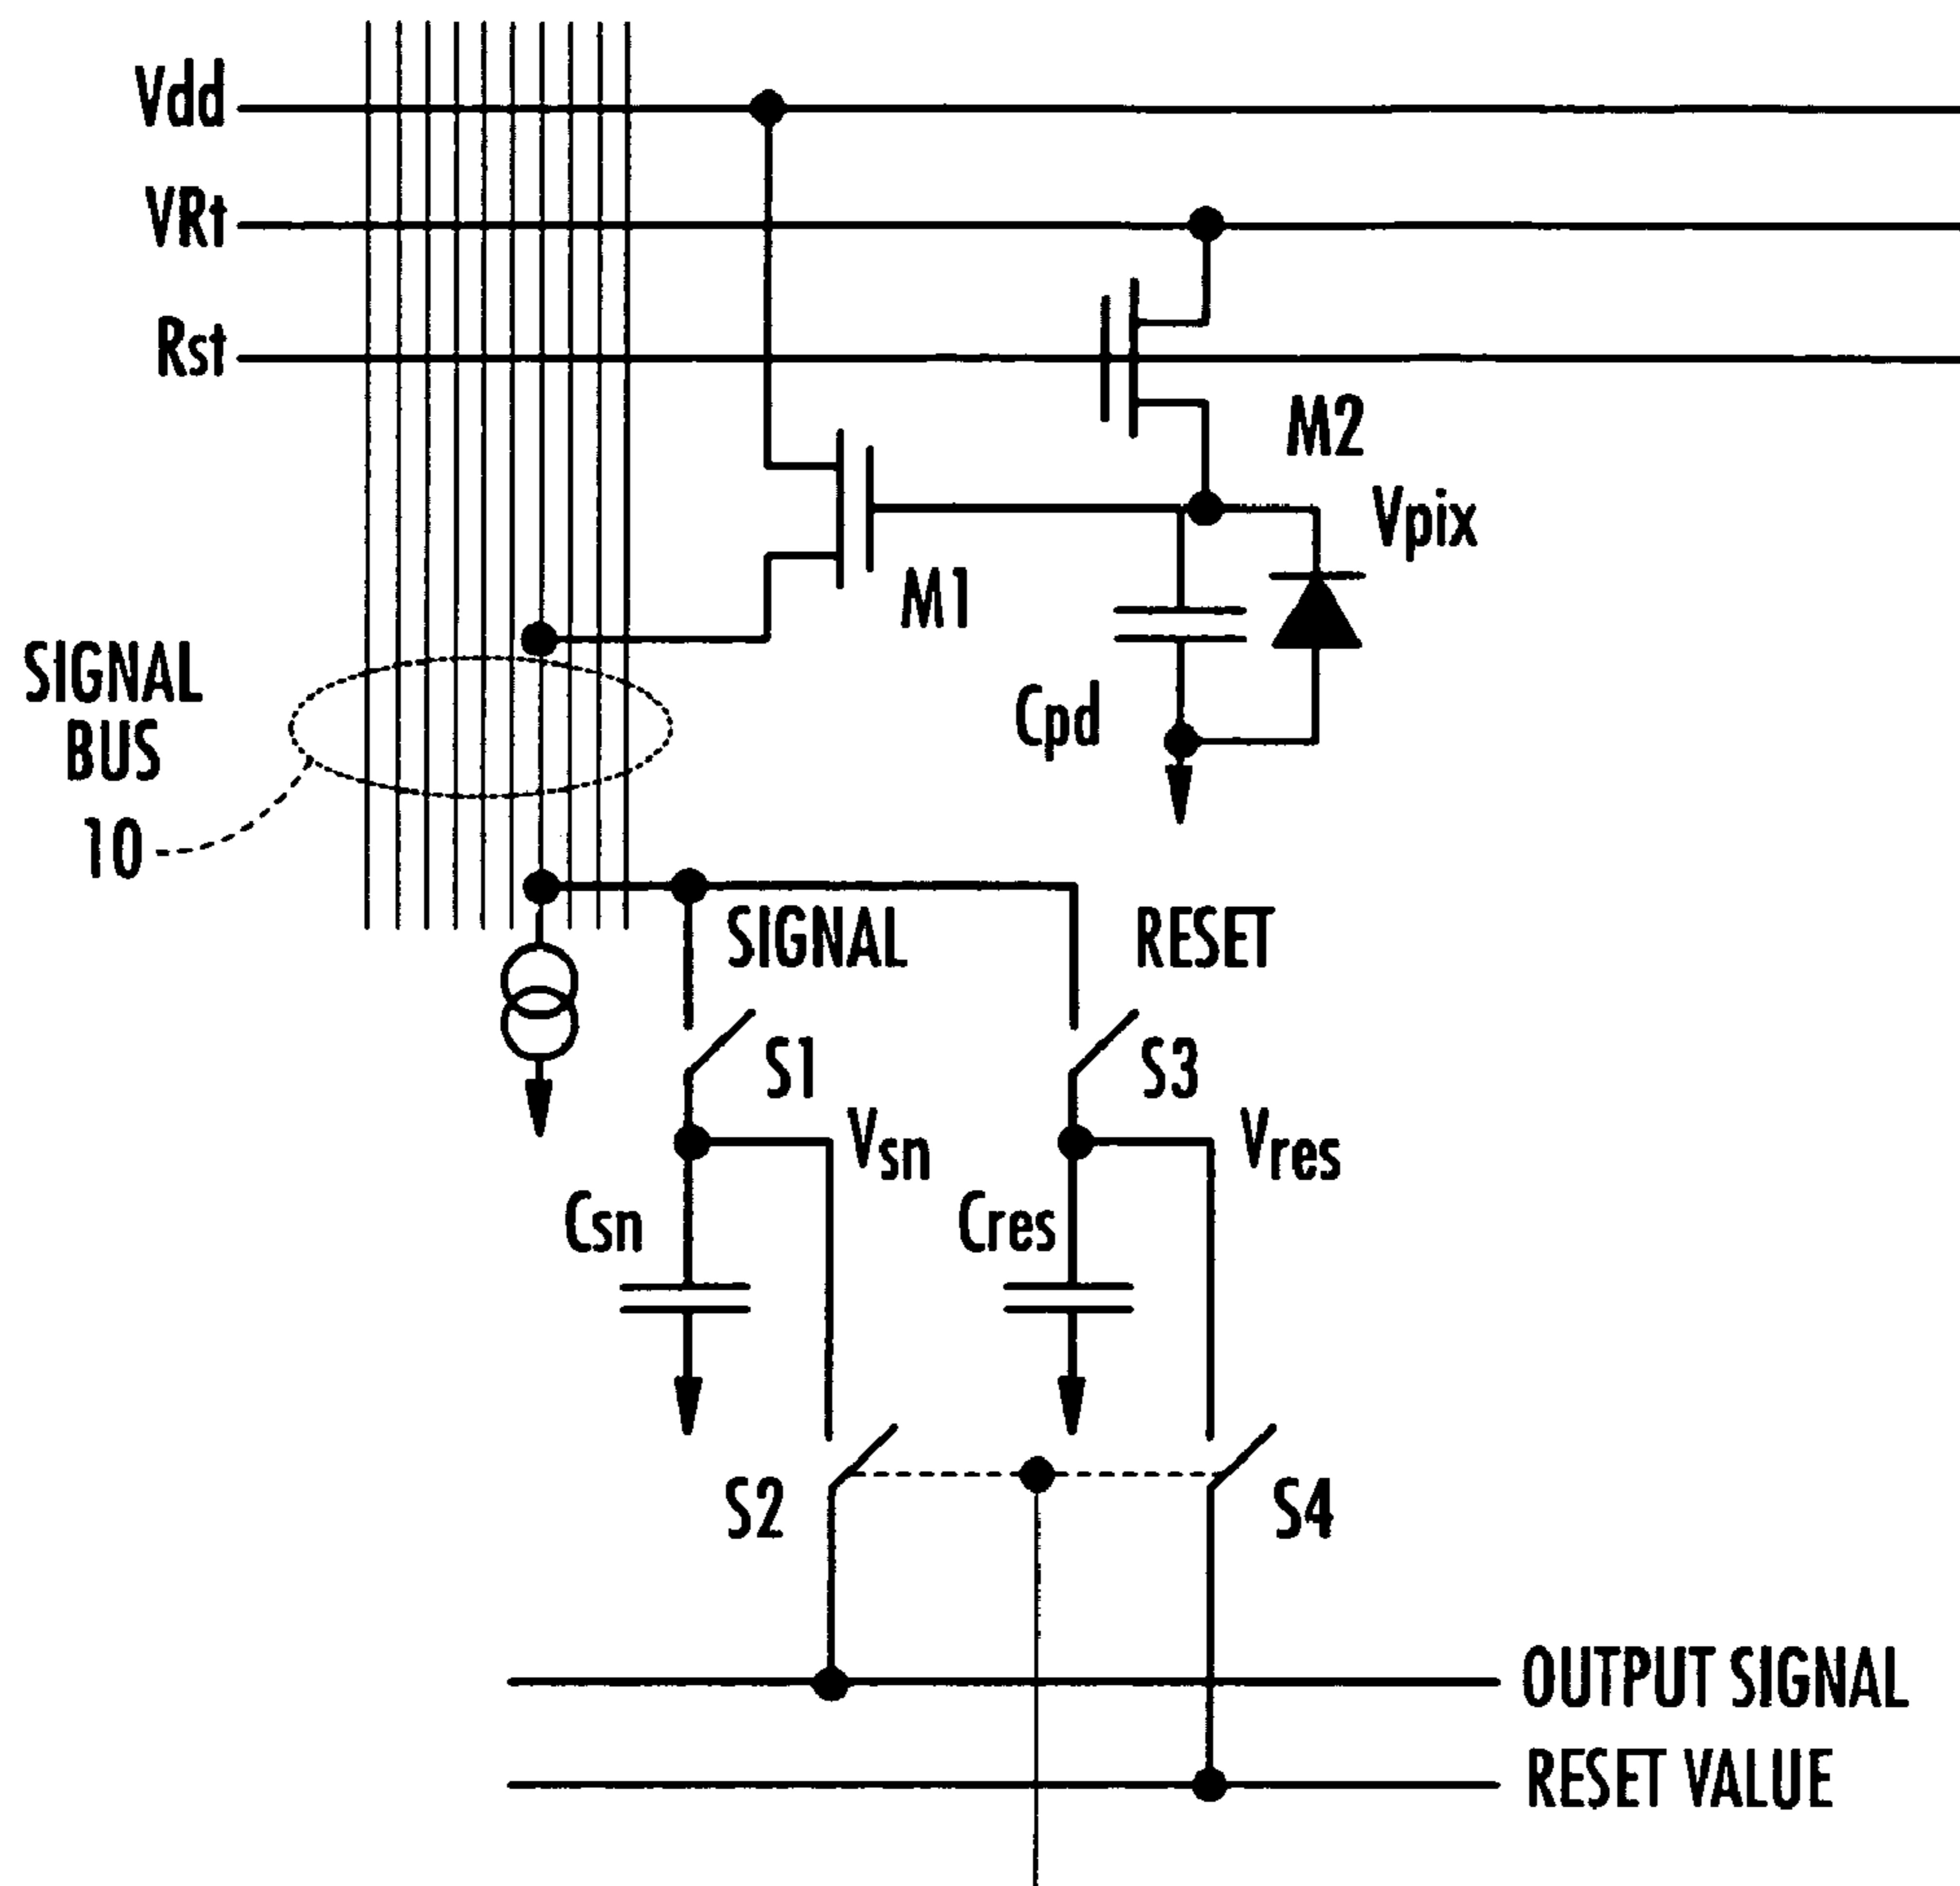 Vdd
VRt
Rst
M2
Vpix
M1
SIGNAL
BUS
Cpd
10
SIGNAL
RESET
S1
S3
Vsn
Vres
Csn
Cres
S2
S4
OUTPUT SIGNAL
RESET VALUE